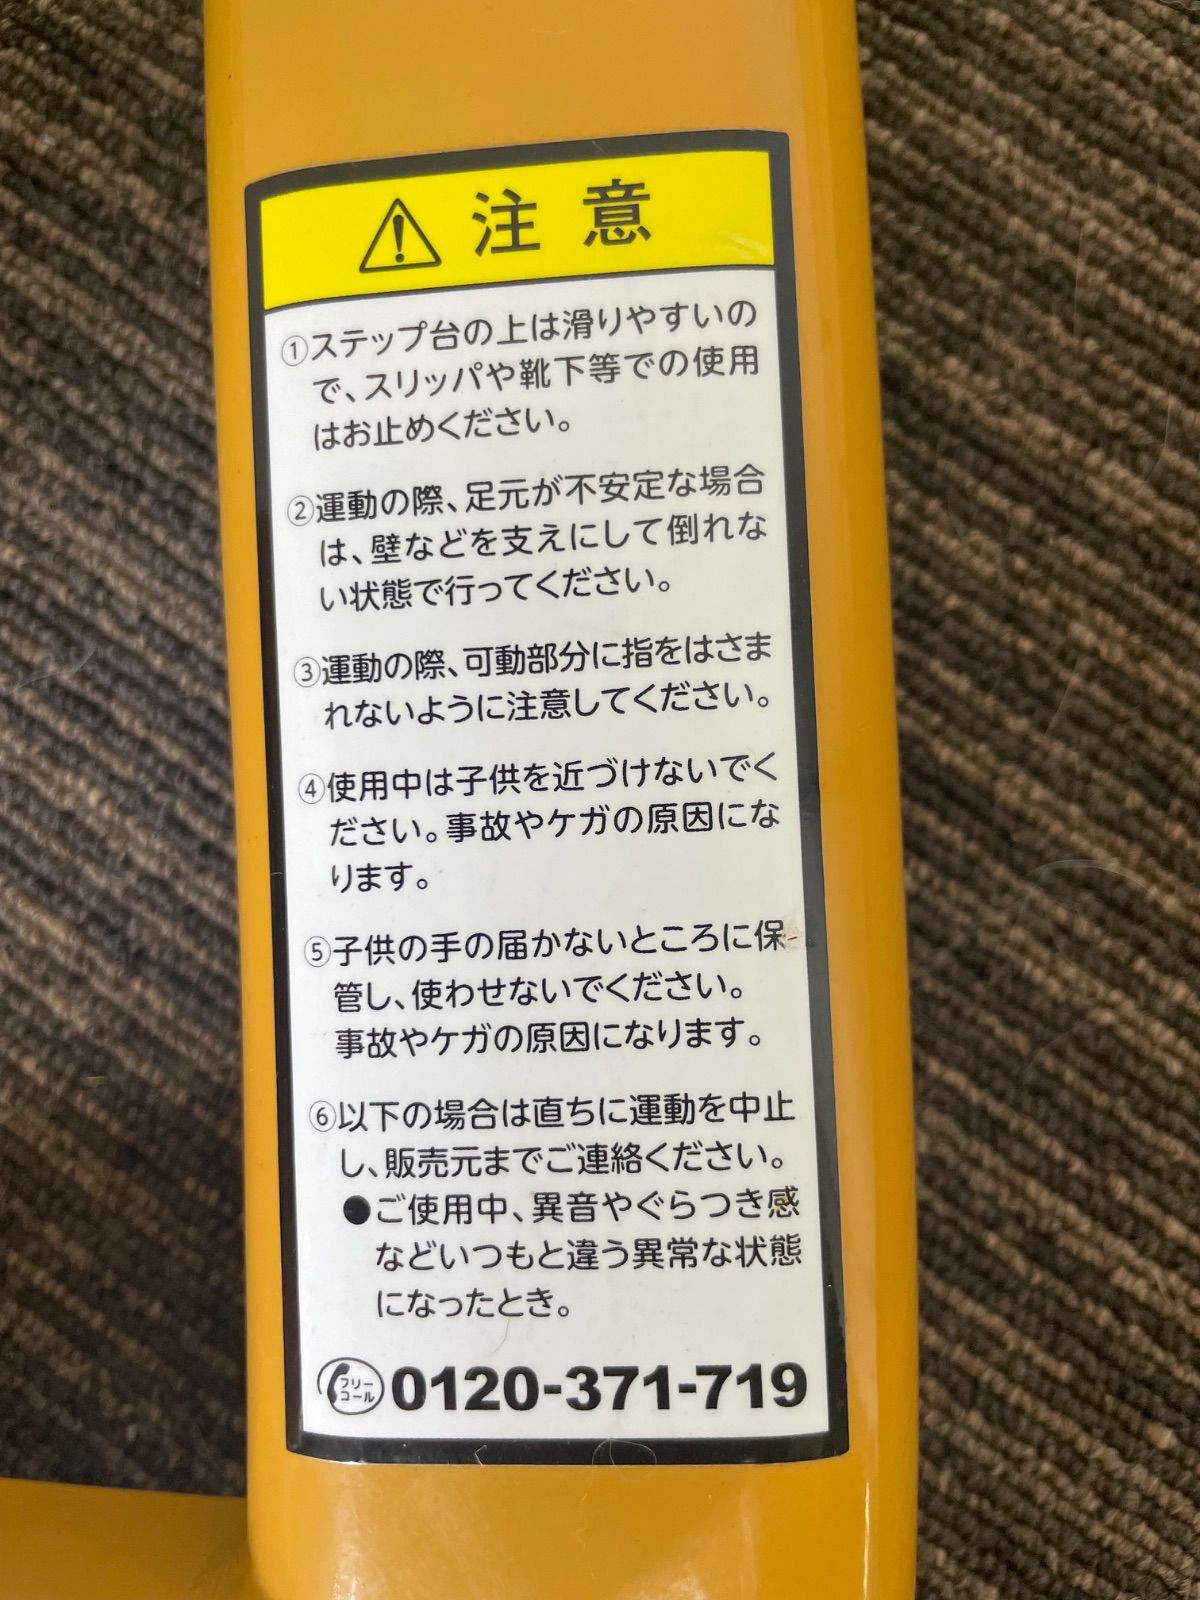 注意
①ステップ台の上は滑りやすいの
で、スリッパや靴下等での使用
はお止めください。
②運動の際、足元が不安定な場合
は、壁などを支えにして倒れな
い状態で行ってください。
③運動の際、可動部分に指をはさま
れないように注意してください。
④使用中は子供を近づけないでく
ださい。事故やケガの原因にな
ります。
⑤子供の手の届かないところに保
管し、使わせないでください。
事故やケガの原因になります。
⑥以下の場合は直ちに運動を中止
し、販売元までご連絡ください。
●ご使用中、異音やぐらつき感
などいつもと違う異常な状態
になったとき。
フリーコール 0120-371-719